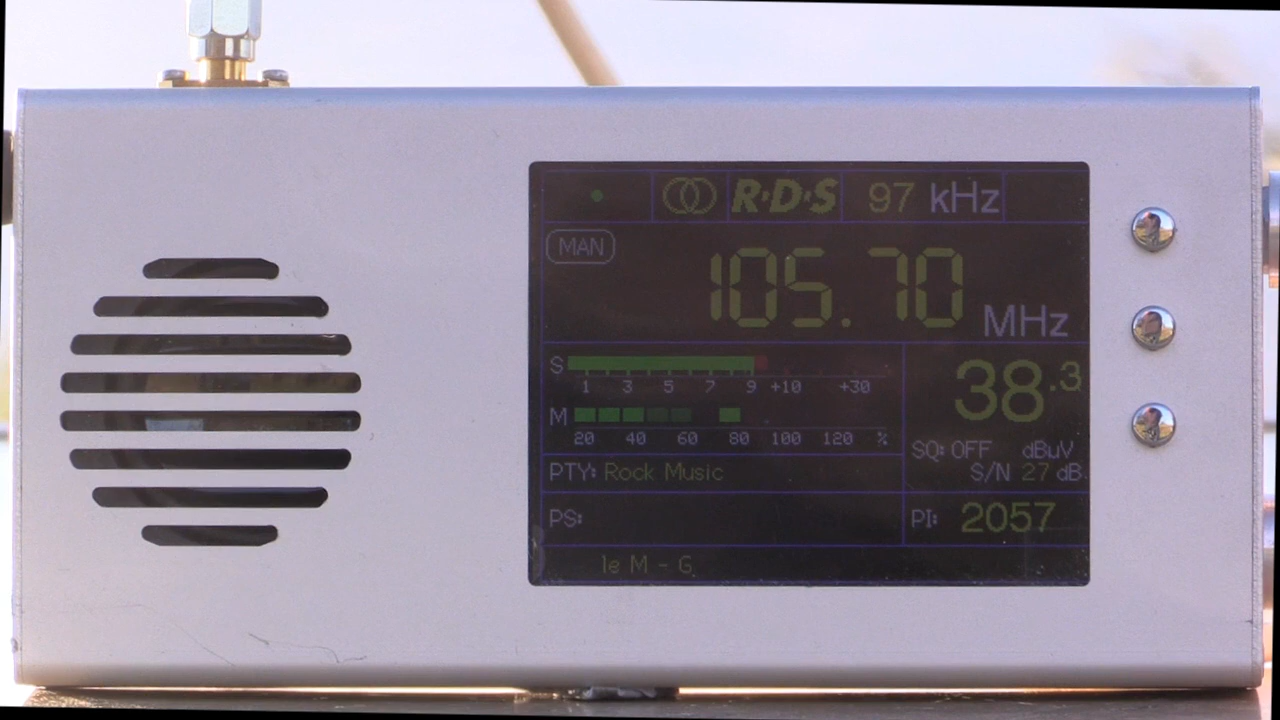 R·D·S 97 kHz
MAN
105.70 MHz
S
1 3 5 7 9 +10 +30
M
20 40 60 80 100 120 %
38.3
SQ: OFF dBuV
S/N 27 dB
PTY: Rock Music
PS:
PI: 2057
le M - G